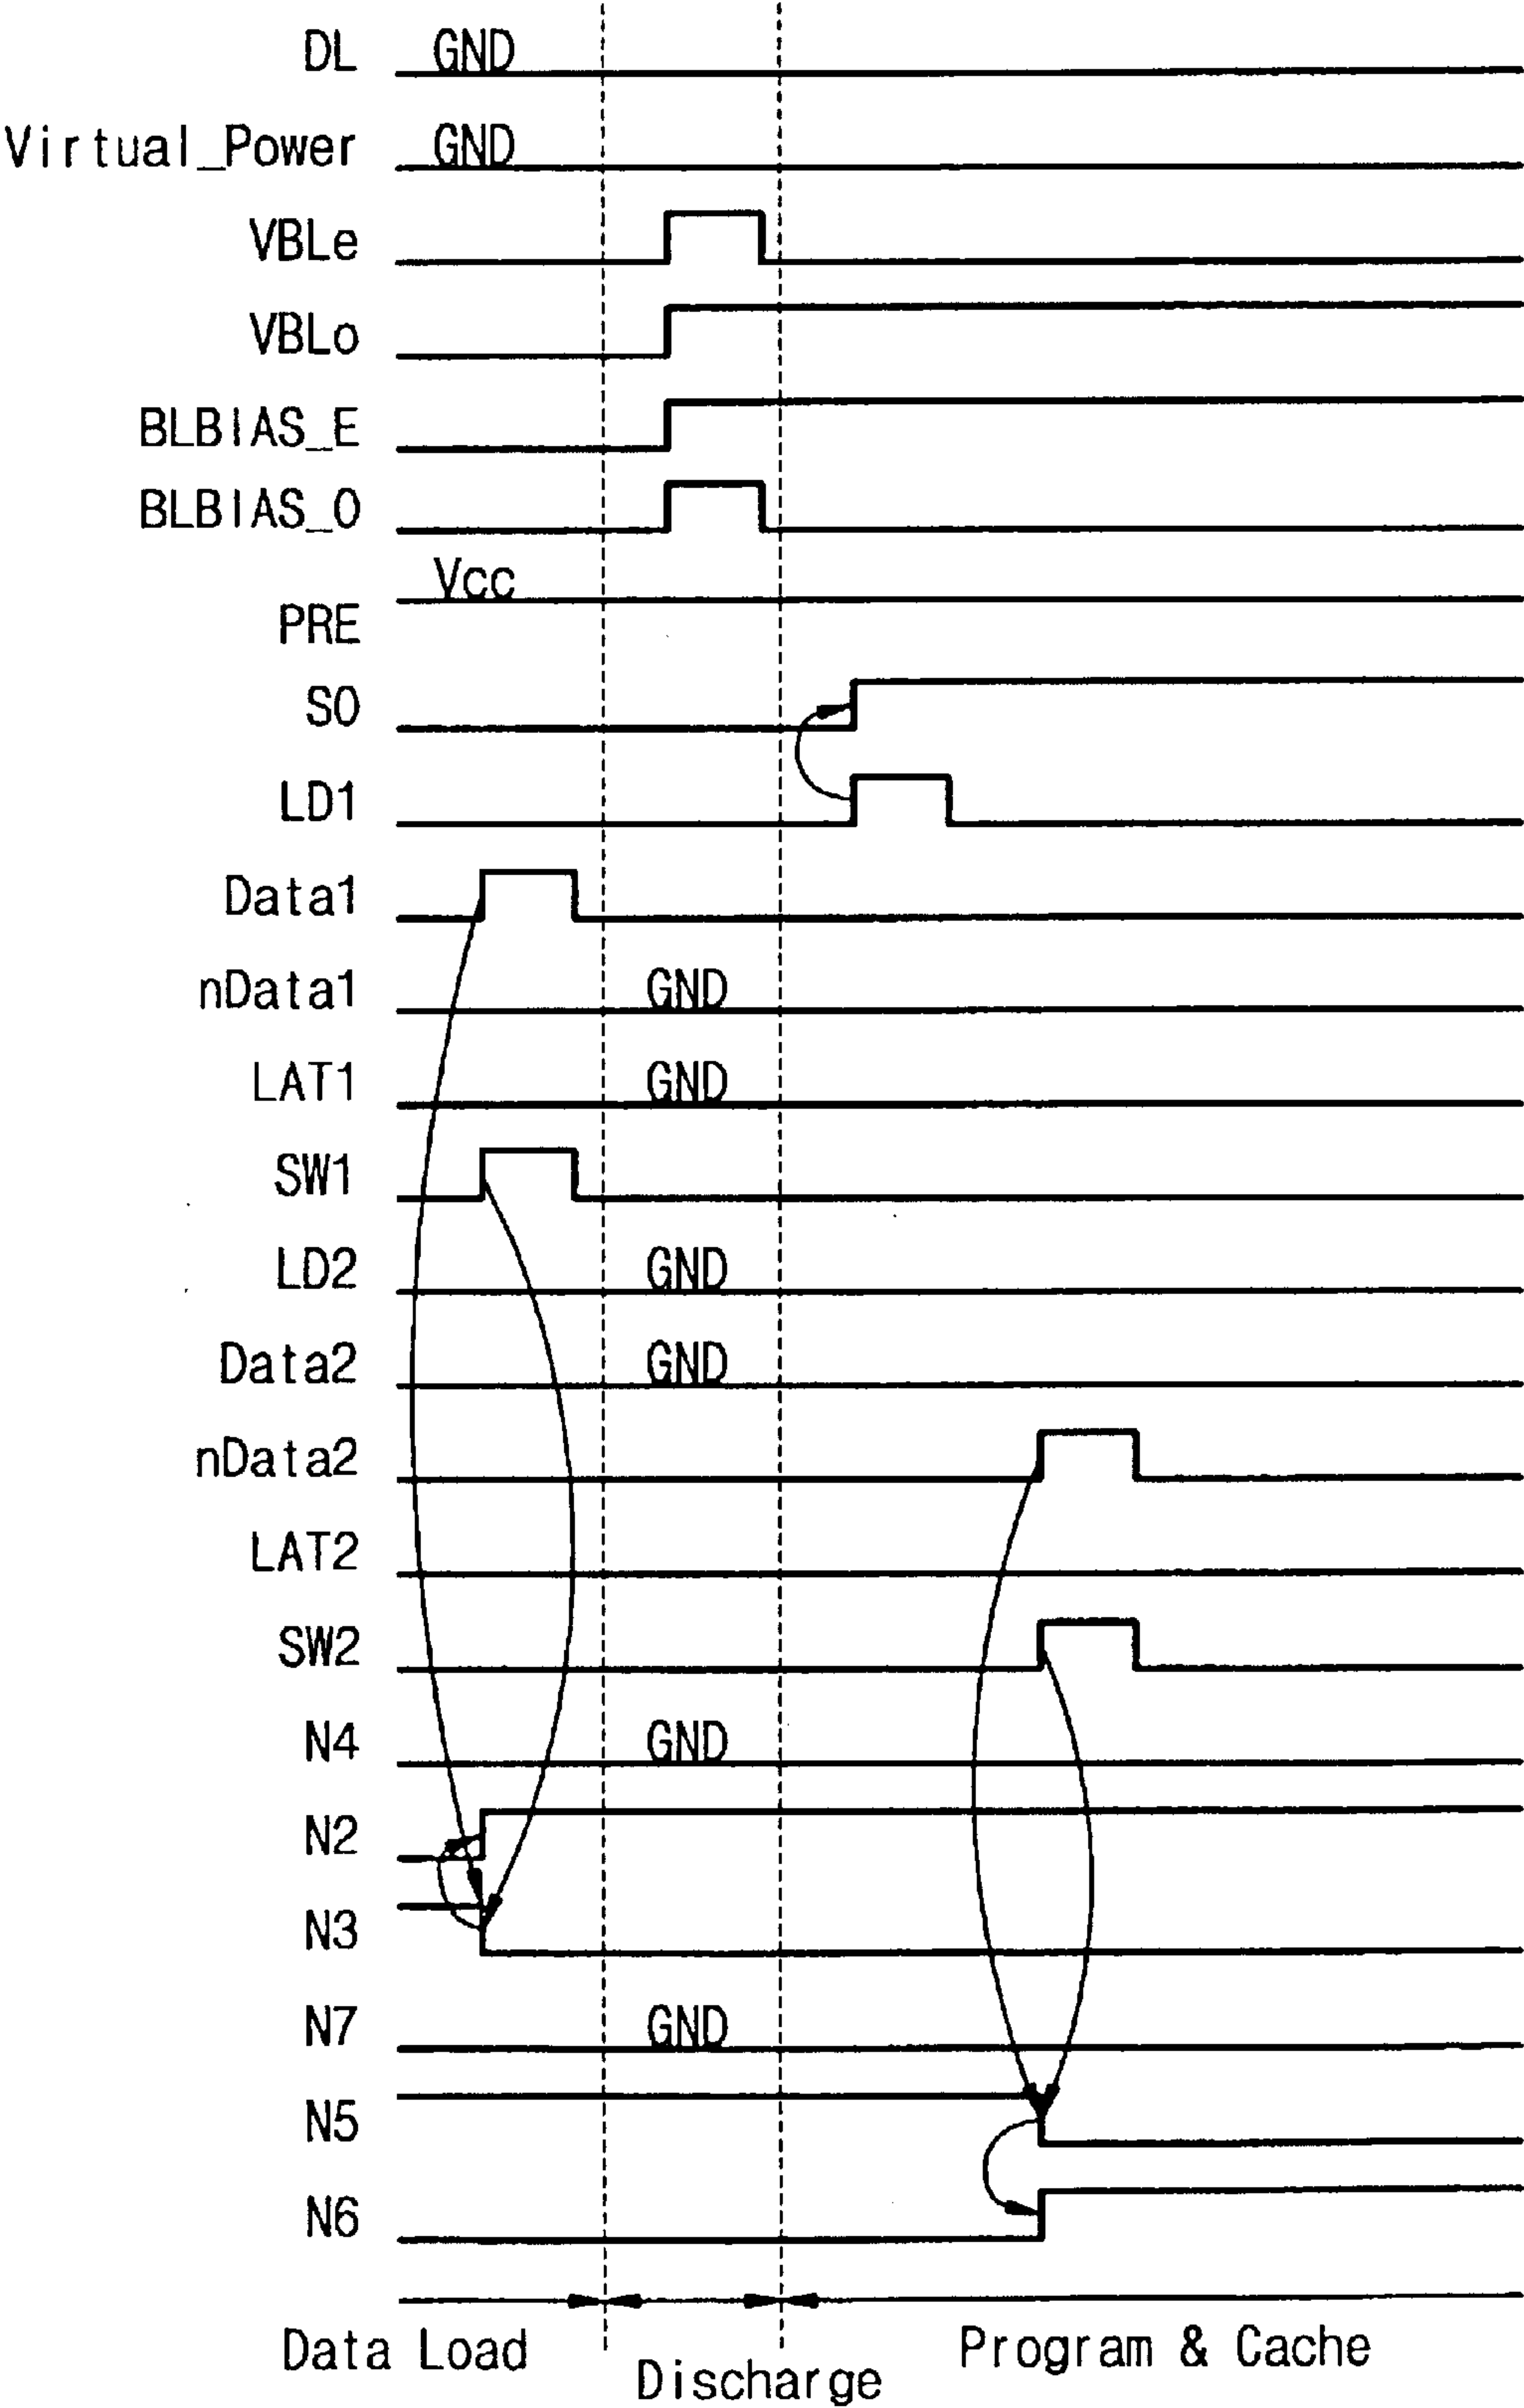 DL GND
Virtual_Power GND
VBLe
VBLo
BLBIAS_E
BLBIAS_O
Vcc
PRE
SO
LD1
Data1
nData1 GND
LAT1 GND
SW1
LD2 GND
Data2 GND
nData2
LAT2
SW2
N4 GND
N2
N3
N7 GND
N5
N6
Data Load Discharge Program & Cache